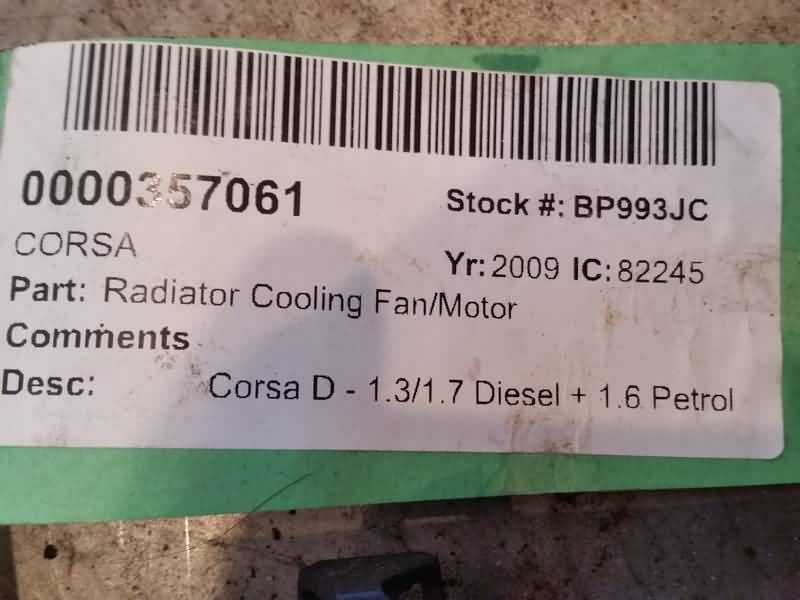 0000357061
Stock #: BP993JC
CORSA
Yr: 2009 IC: 82245
Part: Radiator Cooling Fan/Motor
Comments
Desc: Corsa D - 1.3/1.7 Diesel + 1.6 Petrol